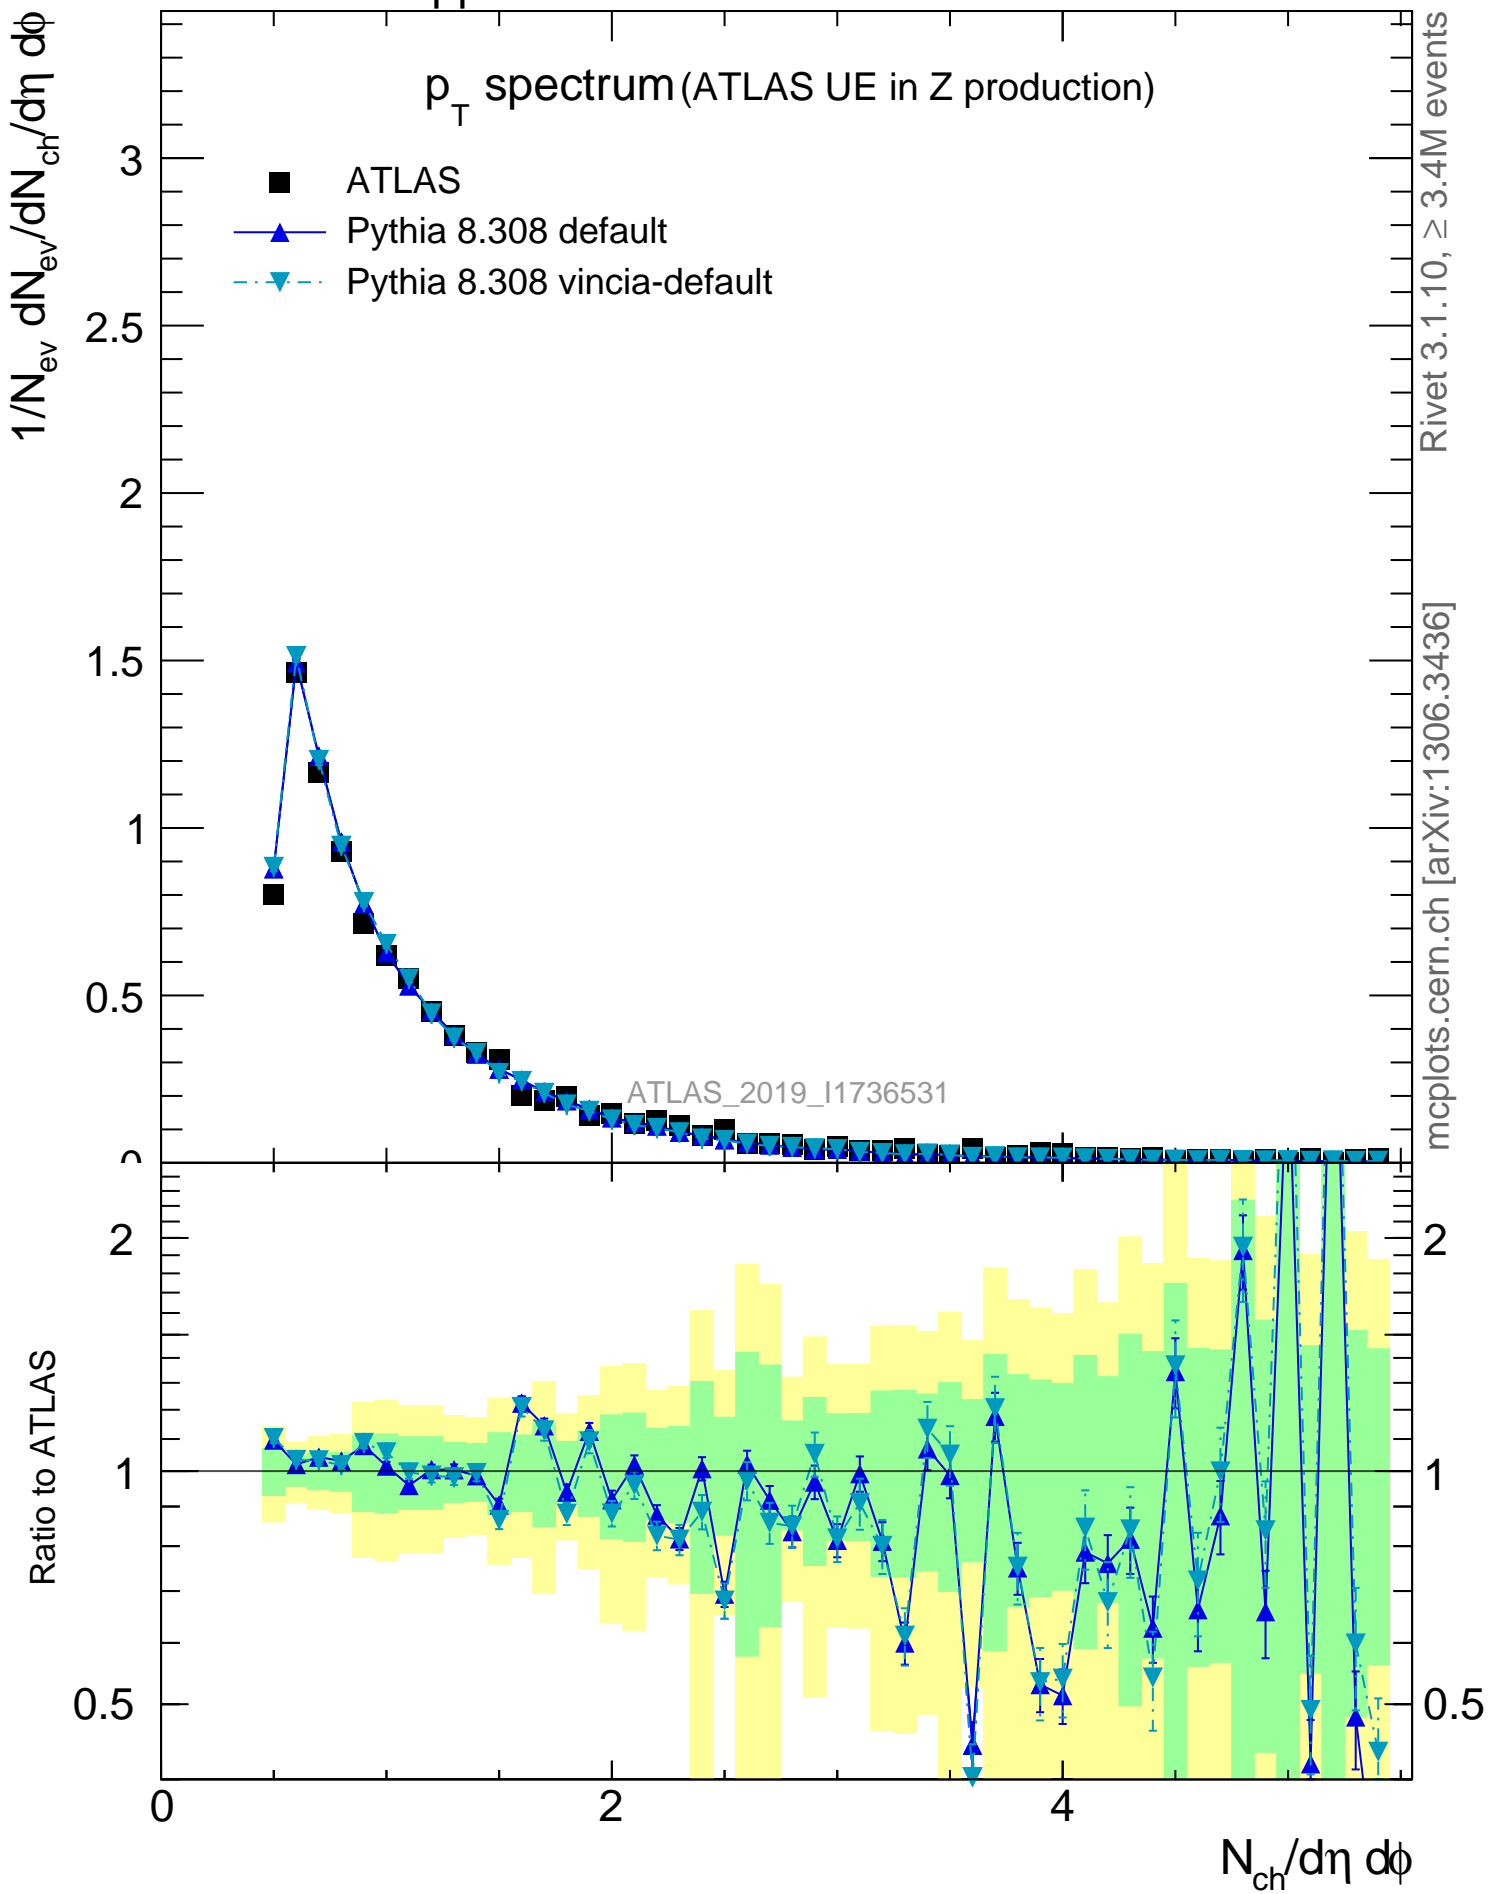 p_T spectrum (ATLAS UE in Z production)
1/N_ev dN_ev/dN_ch/dη dϕ
ATLAS
Pythia 8.308 default
Pythia 8.308 vincia-default
3
2.5
2
1.5
1
0.5
0
ATLAS_2019_I1736531
Rivet 3.1.10, ≥ 3.4M events
mcplots.cern.ch [arXiv:1306.3436]
Ratio to ATLAS
2
1
0.5
2
1
0.5
0 2 4
N_ch/dη dϕ